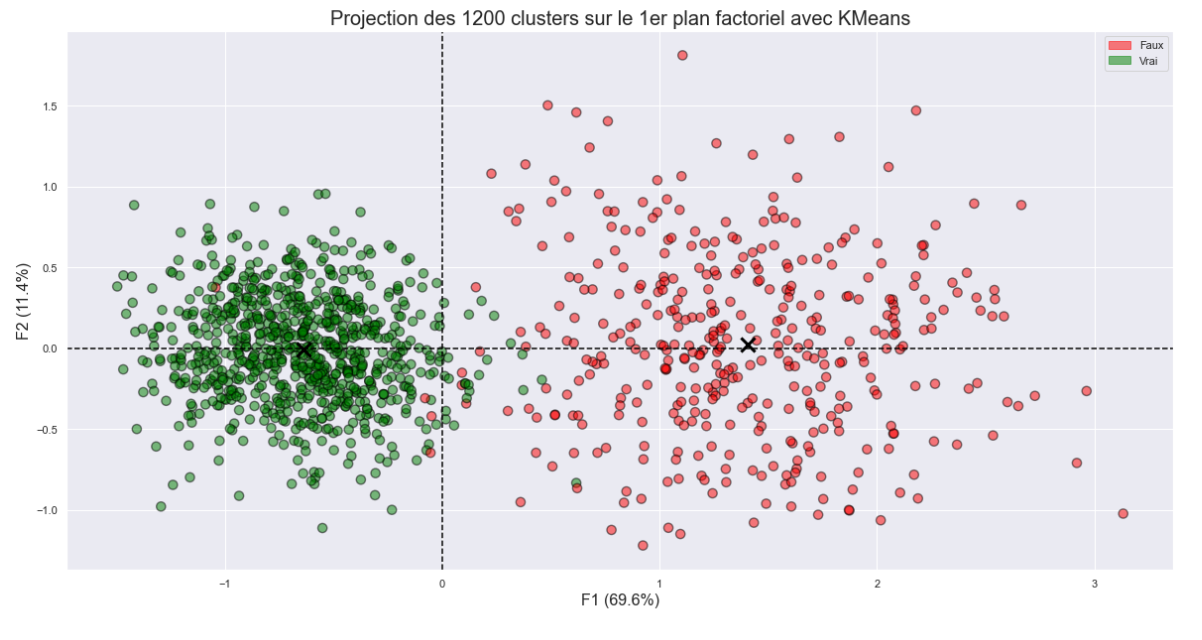 Projection des 1200 clusters sur le 1er plan factoriel avec KMeans
Faux
Vrai
1.5
1.0
0.5
0.0
−0.5
−1.0
F2 (11.4%)
−1
0
1
2
3
F1 (69.6%)